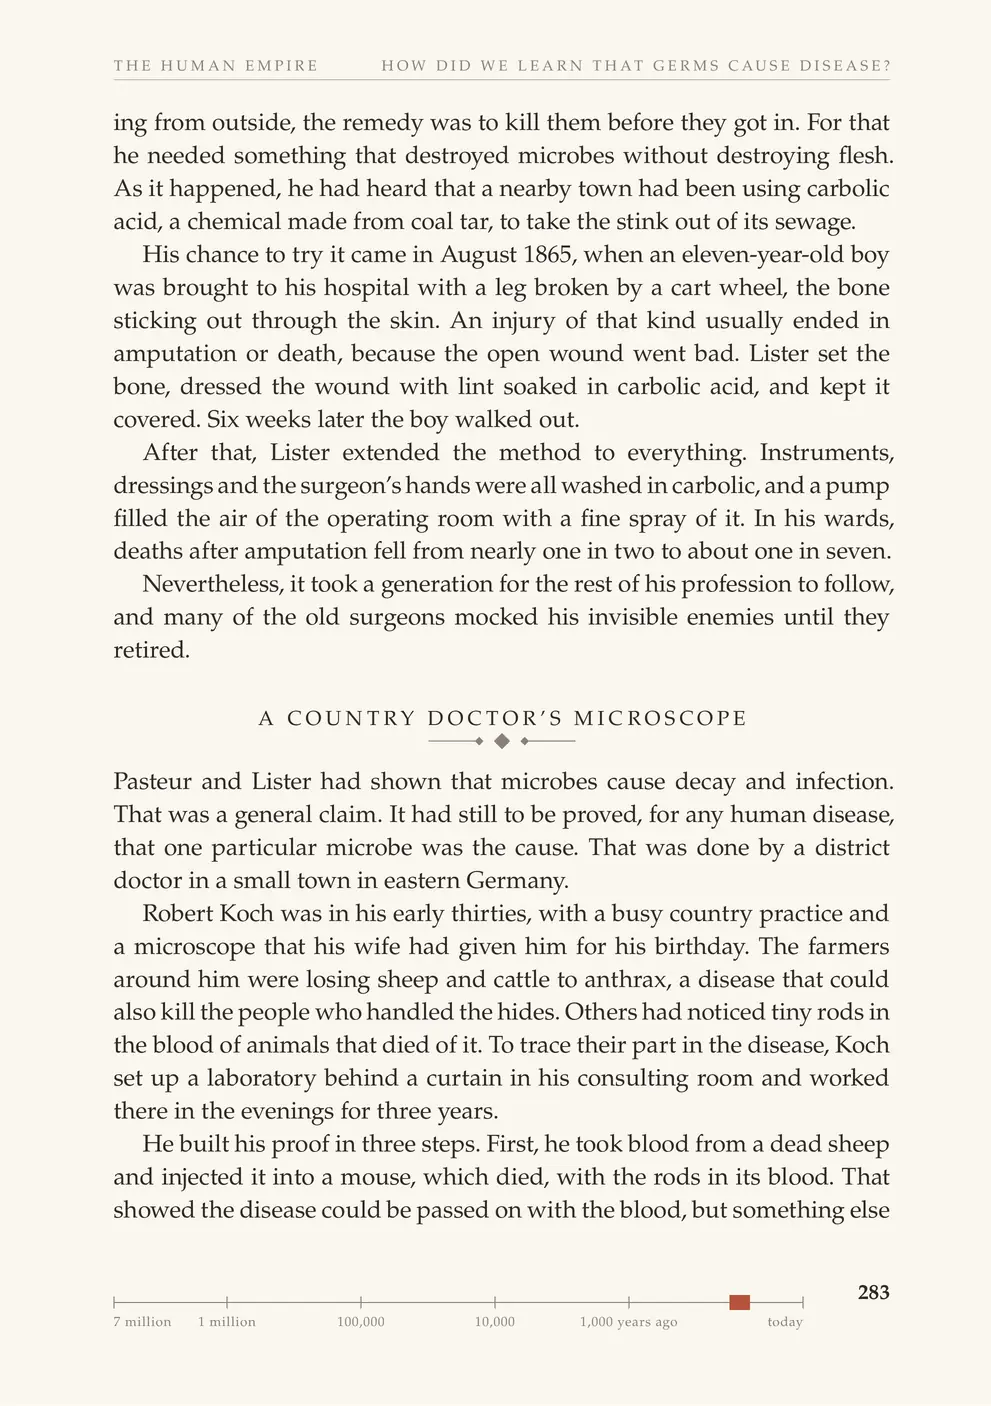 THE HUMAN EMPIRE HOW DID WE LEARN THAT GERMS CAUSE DISEASE?
ing from outside, the remedy was to kill them before they got in. For that
he needed something that destroyed microbes without destroying flesh.
As it happened, he had heard that a nearby town had been using carbolic
acid, a chemical made from coal tar, to take the stink out of its sewage.
His chance to try it came in August 1865, when an eleven-year-old boy
was brought to his hospital with a leg broken by a cart wheel, the bone
sticking out through the skin. An injury of that kind usually ended in
amputation or death, because the open wound went bad. Lister set the
bone, dressed the wound with lint soaked in carbolic acid, and kept it
covered. Six weeks later the boy walked out.
After that, Lister extended the method to everything. Instruments,
dressings and the surgeon’s hands were all washed in carbolic, and a pump
filled the air of the operating room with a fine spray of it. In his wards,
deaths after amputation fell from nearly one in two to about one in seven.
Nevertheless, it took a generation for the rest of his profession to follow,
and many of the old surgeons mocked his invisible enemies until they
retired.
A COUNTRY DOCTOR’S MICROSCOPE
Pasteur and Lister had shown that microbes cause decay and infection.
That was a general claim. It had still to be proved, for any human disease,
that one particular microbe was the cause. That was done by a district
doctor in a small town in eastern Germany.
Robert Koch was in his early thirties, with a busy country practice and
a microscope that his wife had given him for his birthday. The farmers
around him were losing sheep and cattle to anthrax, a disease that could
also kill the people who handled the hides. Others had noticed tiny rods in
the blood of animals that died of it. To trace their part in the disease, Koch
set up a laboratory behind a curtain in his consulting room and worked
there in the evenings for three years.
He built his proof in three steps. First, he took blood from a dead sheep
and injected it into a mouse, which died, with the rods in its blood. That
showed the disease could be passed on with the blood, but something else
283
7 million 1 million 100,000 10,000 1,000 years ago today